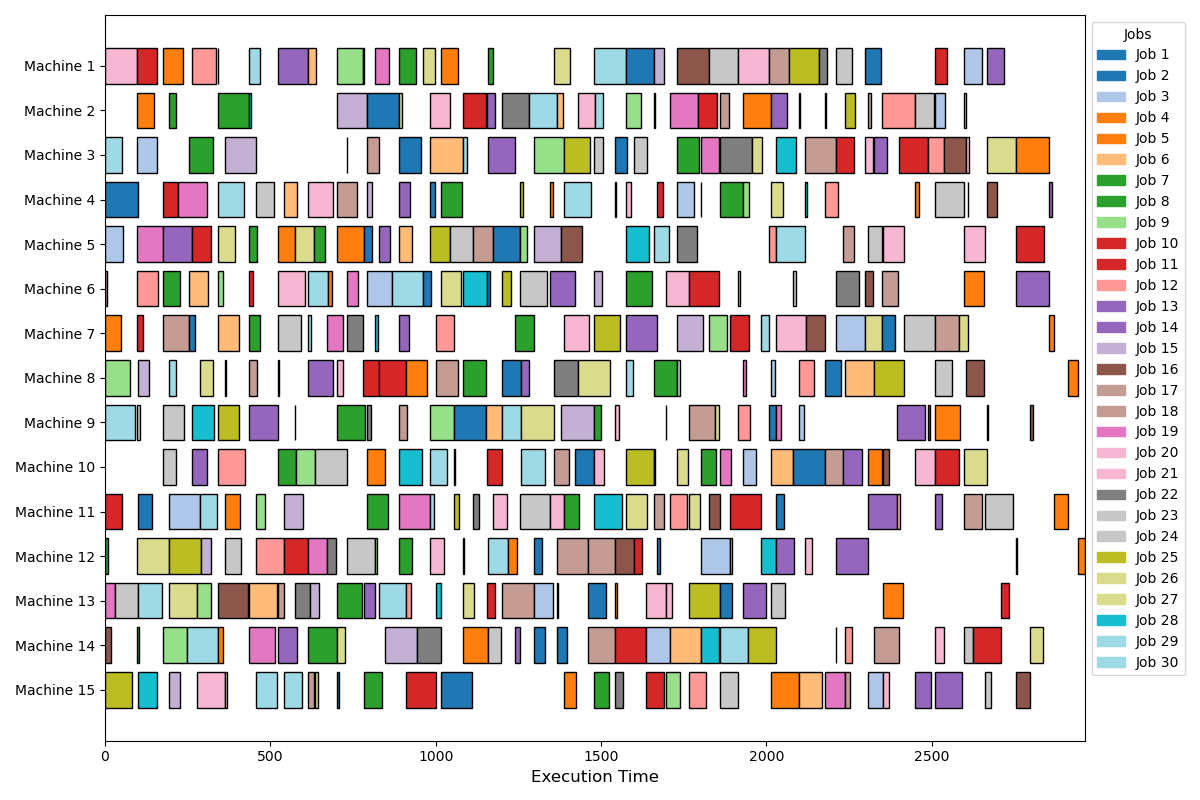 Machine 1
Machine 2
Machine 3
Machine 4
Machine 5
Machine 6
Machine 7
Machine 8
Machine 9
Machine 10
Machine 11
Machine 12
Machine 13
Machine 14
Machine 15
0 500 1000 1500 2000 2500
Execution Time
Jobs
Job 1
Job 2
Job 3
Job 4
Job 5
Job 6
Job 7
Job 8
Job 9
Job 10
Job 11
Job 12
Job 13
Job 14
Job 15
Job 16
Job 17
Job 18
Job 19
Job 20
Job 21
Job 22
Job 23
Job 24
Job 25
Job 26
Job 27
Job 28
Job 29
Job 30